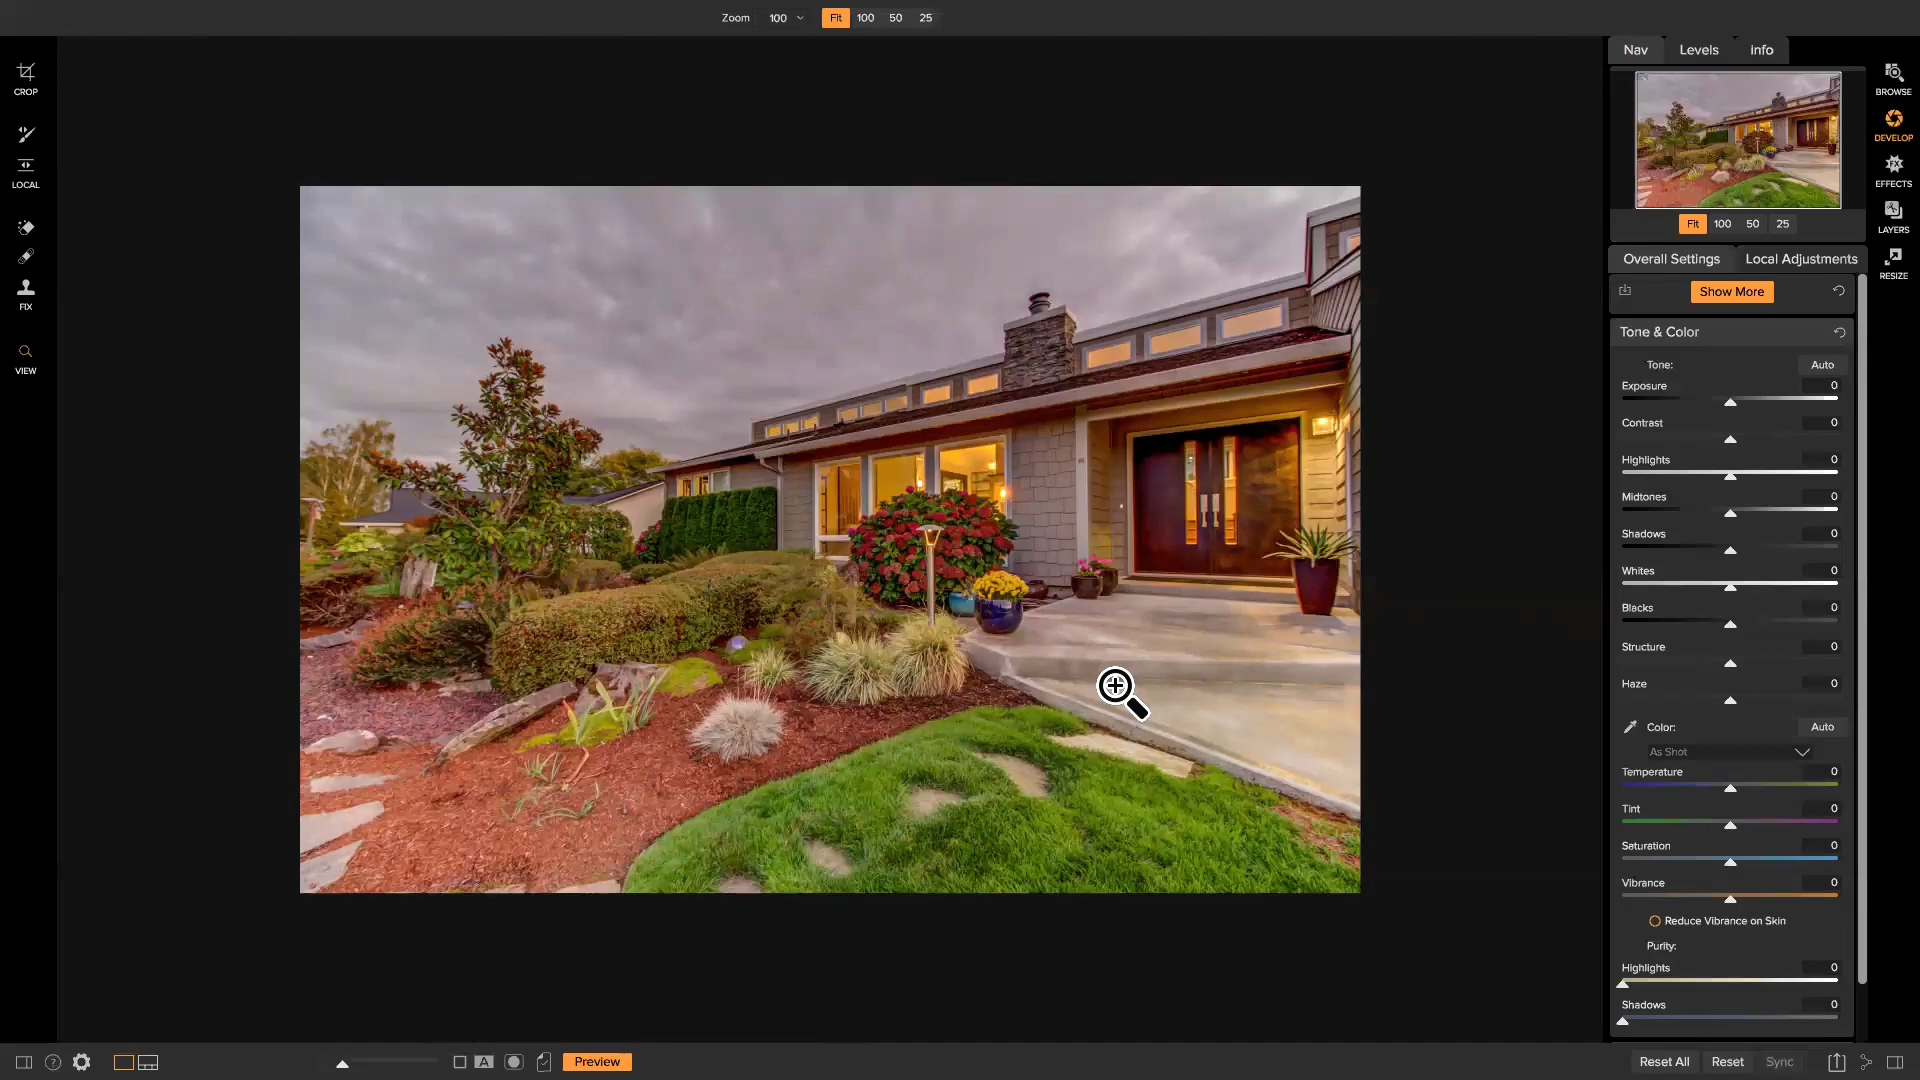 Zoom 100 Fit 100 50 25
Nav Levels Info
CROP
LOCAL
FIX
VIEW
BROWSE
DEVELOP
EFFECTS
LAYERS
RESIZE
Fit 100 50 25
Overall Settings Local Adjustments
Show More
Tone & Color
Tone: Auto
Exposure 0
Contrast 0
Highlights 0
Midtones 0
Shadows 0
Whites 0
Blacks 0
Structure 0
Haze 0
Color: Auto
As Shot
Temperature 0
Tint 0
Saturation 0
Vibrance 0
Reduce Vibrance on Skin
Purity:
Highlights 0
Shadows 0
? A Preview Reset All Reset Sync